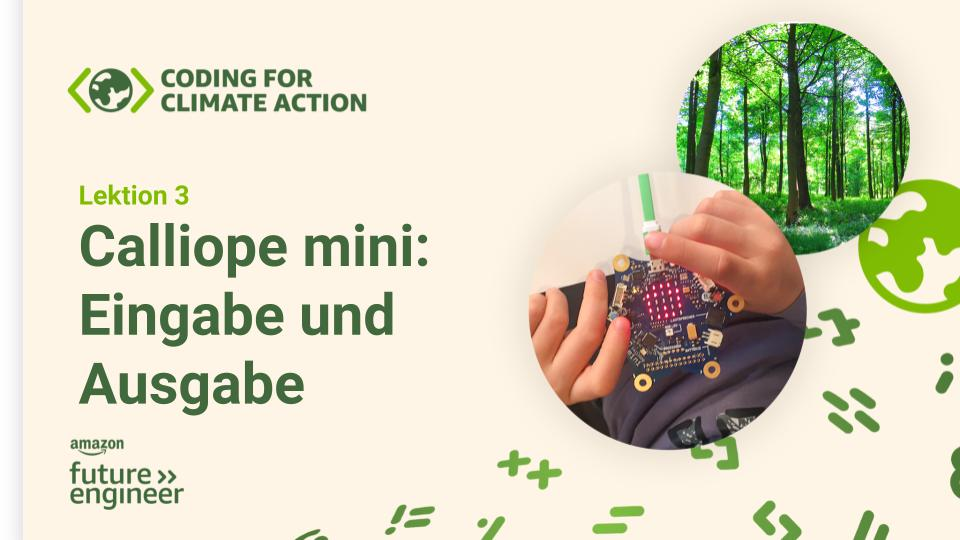 CODING FOR
CLIMATE ACTION
Lektion 3
Calliope mini:
Eingabe und
Ausgabe
amazon
future »
engineer